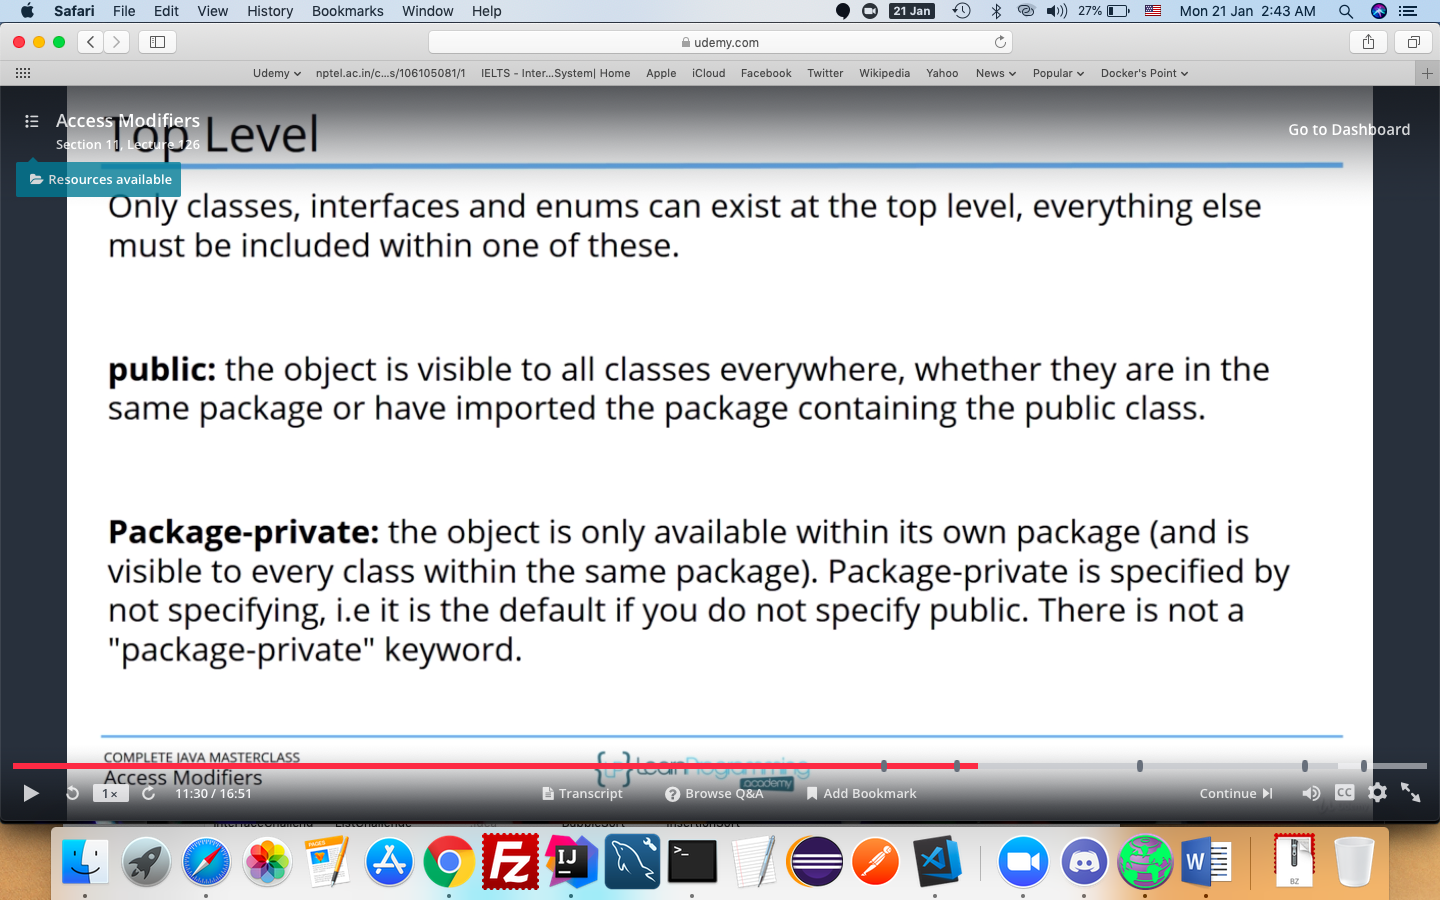 Safari File Edit View History Bookmarks Window Help 21 Jan 27% Mon 21 Jan 2:43 AM
udemy.com
Udemy nptel.ac.in/c...s/106105081/1 IELTS - Inter...System| Home Apple iCloud Facebook Twitter Wikipedia Yahoo News Popular Docker's Point
Access Modifiers
Top Level
Section 11, Lecture 126
Go to Dashboard
Resources available
Only classes, interfaces and enums can exist at the top level, everything else
must be included within one of these.
public: the object is visible to all classes everywhere, whether they are in the
same package or have imported the package containing the public class.
Package-private: the object is only available within its own package (and is
visible to every class within the same package). Package-private is specified by
not specifying, i.e it is the default if you do not specify public. There is not a
"package-private" keyword.
COMPLETE JAVA MASTERCLASS
Access Modifiers
LearnProgramming
.academy
1× 11:30 / 16:51 Transcript Browse Q&A Add Bookmark Continue CC
PAGES
Fz
IJ
>_
W
BZ